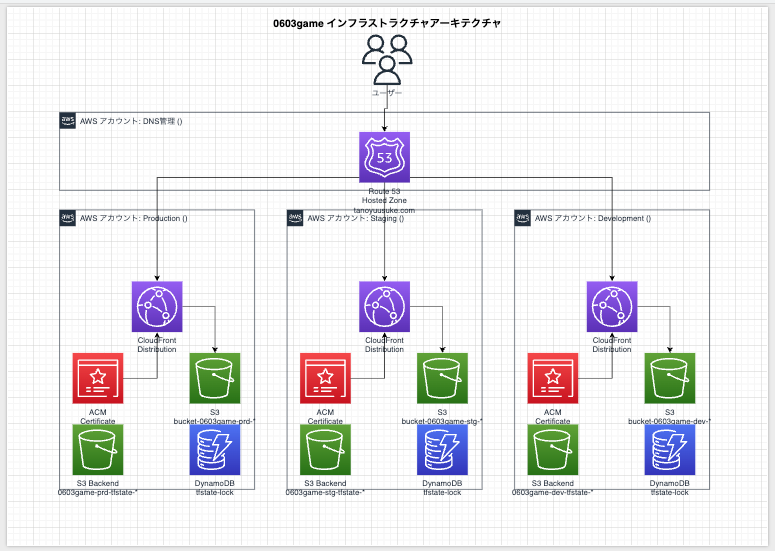 0603game インフラストラクチャアーキテクチャ
ユーザー
aws AWS アカウント: DNS管理 ()
53
Route 53
Hosted Zone
tanoyuusuke.com
aws AWS アカウント: Production ()
aws AWS アカウント: Staging ()
aws AWS アカウント: Development ()
CloudFront
Distribution
CloudFront
Distribution
CloudFront
Distribution
ACM
Certificate
S3
bucket-0603game-prd-*
ACM
Certificate
S3
bucket-0603game-stg-*
ACM
Certificate
S3
bucket-0603game-dev-*
S3 Backend
0603game-prd-tfstate-*
DynamoDB
tfstate-lock
S3 Backend
0603game-stg-tfstate-*
DynamoDB
tfstate-lock
S3 Backend
0603game-dev-tfstate-*
DynamoDB
tfstate-lock